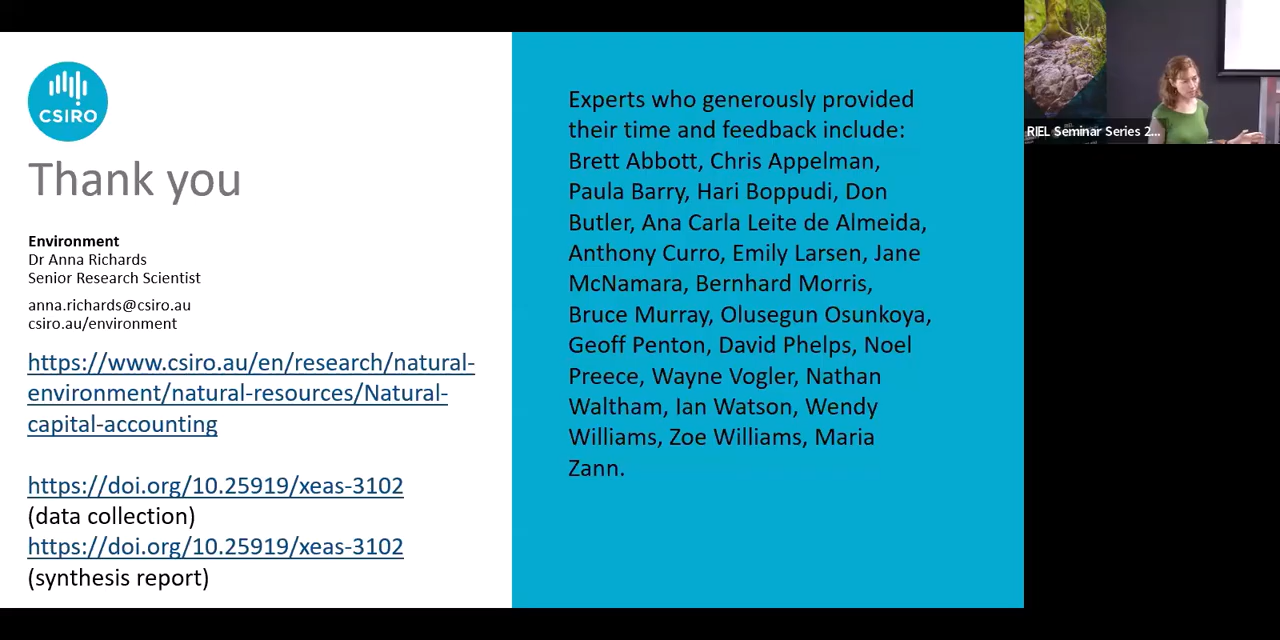 CSIRO
Thank you
Environment
Dr Anna Richards
Senior Research Scientist
anna.richards@csiro.au
csiro.au/environment
https://www.csiro.au/en/research/natural-
environment/natural-resources/Natural-
capital-accounting
https://doi.org/10.25919/xeas-3102
(data collection)
https://doi.org/10.25919/xeas-3102
(synthesis report)
Experts who generously provided
their time and feedback include:
Brett Abbott, Chris Appelman,
Paula Barry, Hari Boppudi, Don
Butler, Ana Carla Leite de Almeida,
Anthony Curro, Emily Larsen, Jane
McNamara, Bernhard Morris,
Bruce Murray, Olusegun Osunkoya,
Geoff Penton, David Phelps, Noel
Preece, Wayne Vogler, Nathan
Waltham, Ian Watson, Wendy
Williams, Zoe Williams, Maria
Zann.
RIEL Seminar Series 2...